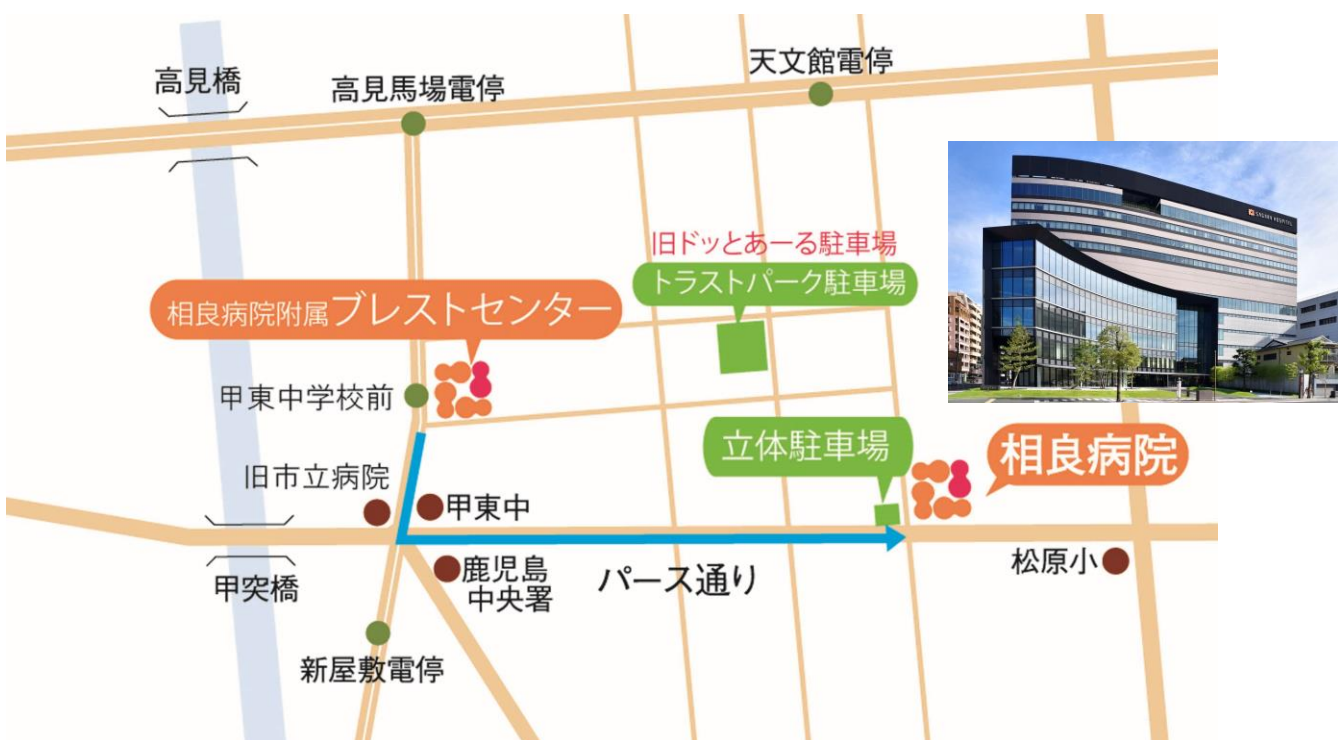 高見橋
高見馬場電停
天文館電停
旧ドッとあーる駐車場
トラストパーク駐車場
相良病院附属ブレストセンター
甲東中学校前
立体駐車場
相良病院
旧市立病院
甲東中
甲突橋
鹿児島
中央署
パース通り
松原小
新屋敷電停
SAGARA HOSPITAL